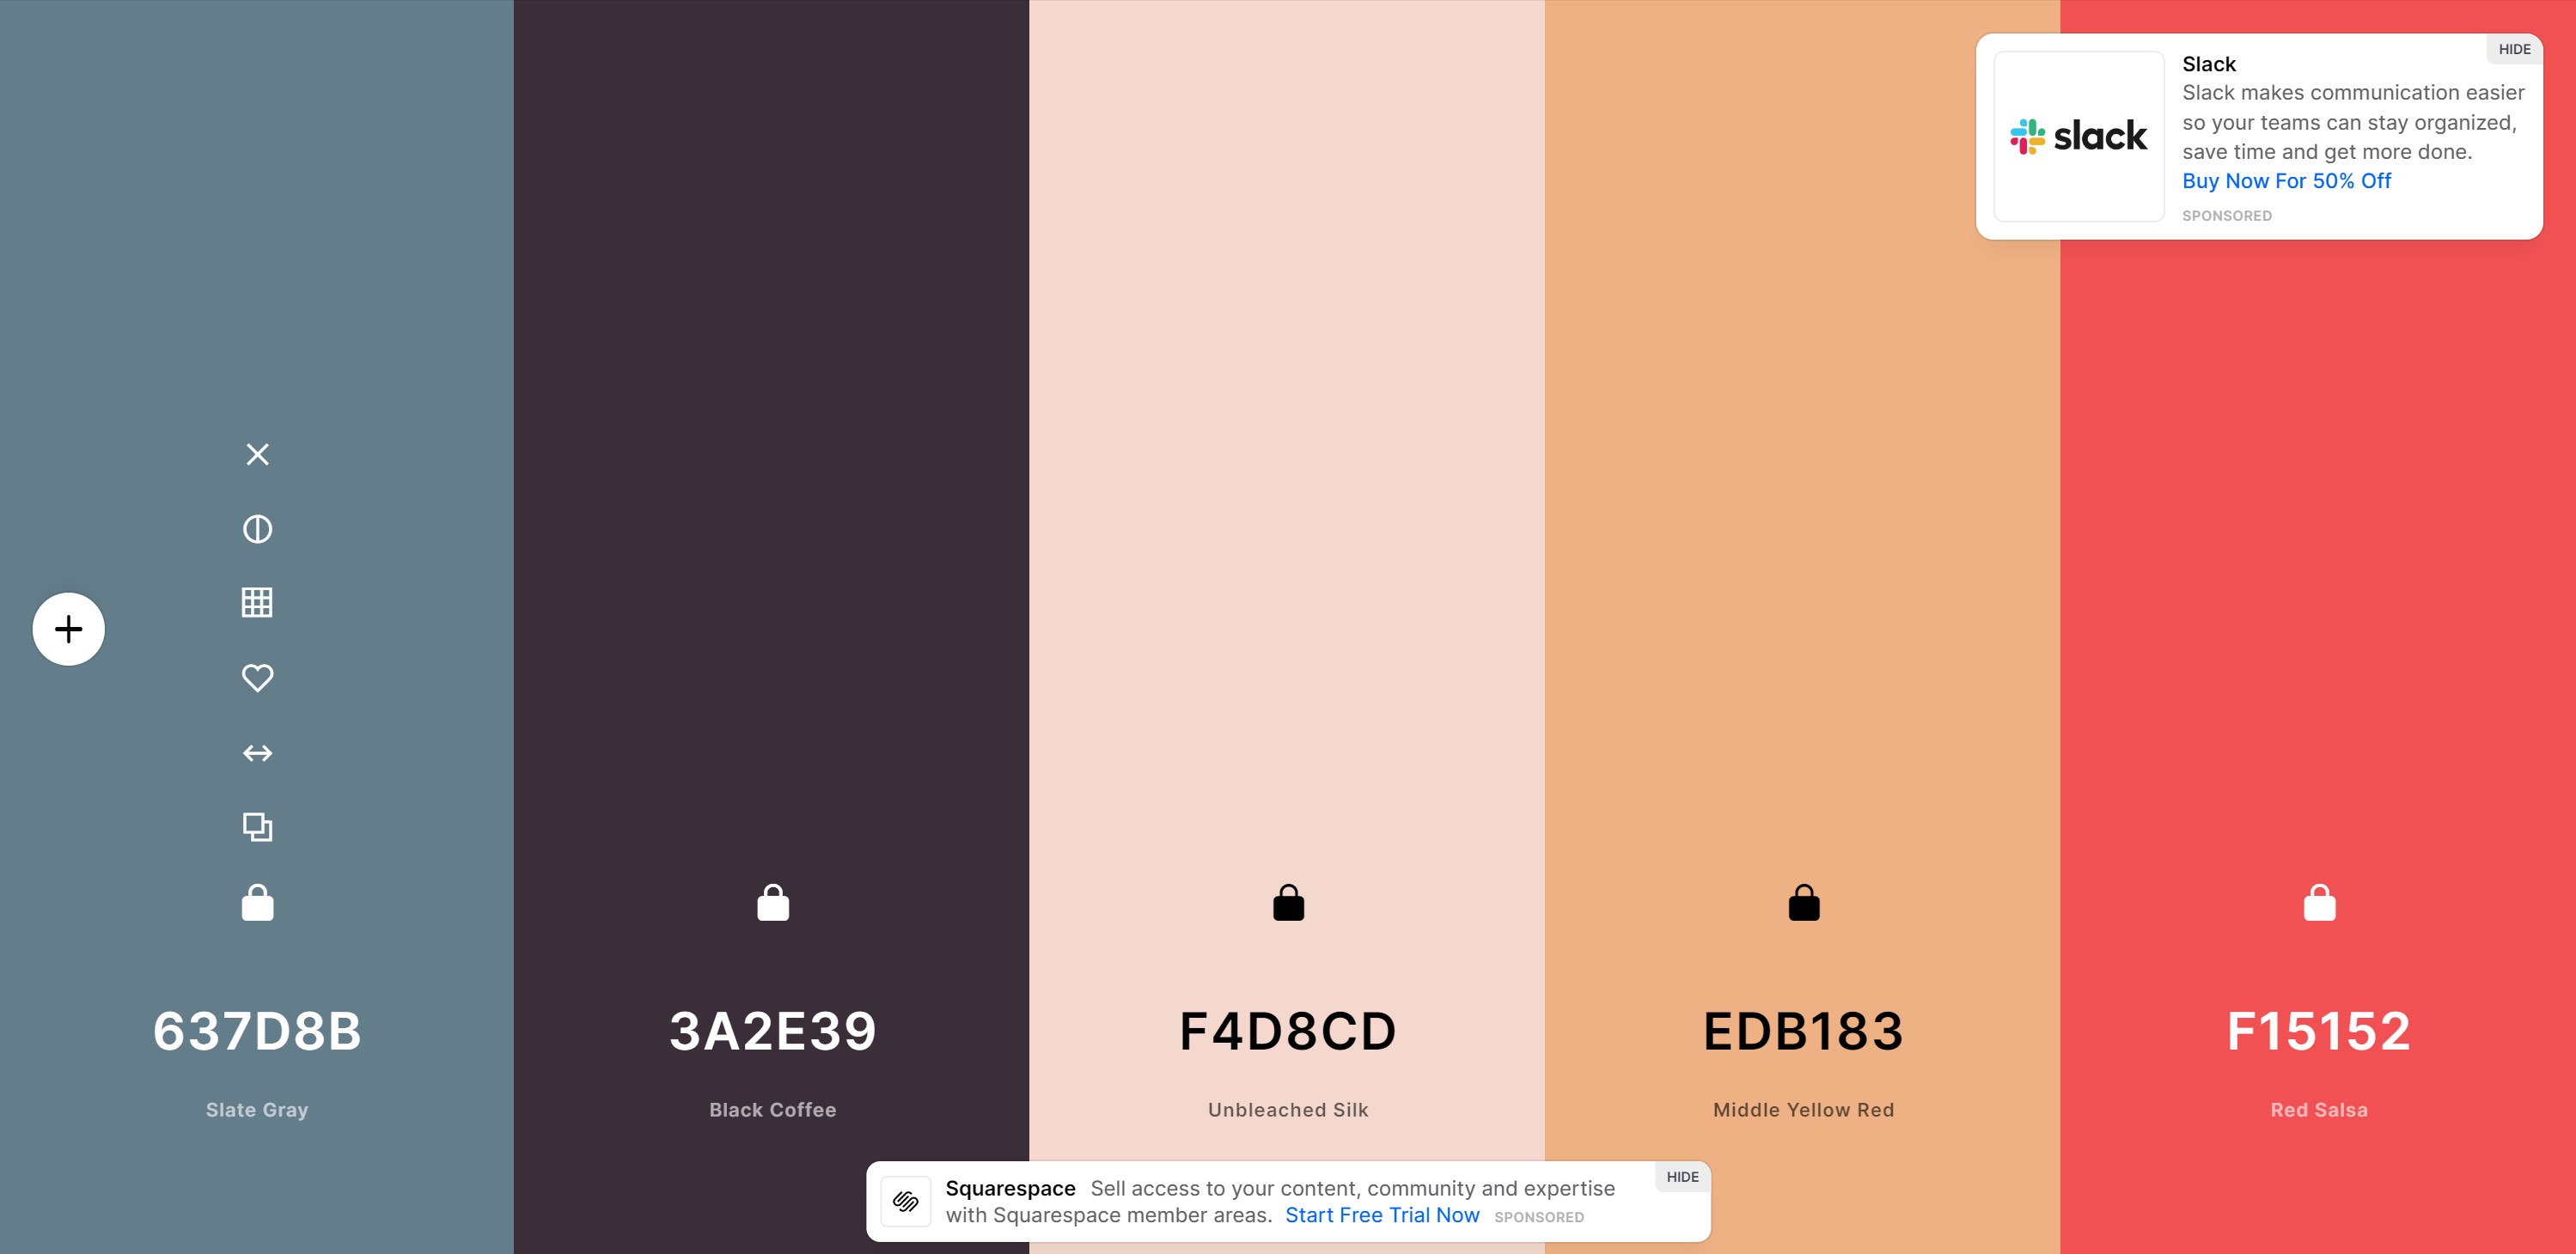 HIDE
Slack
slack
Slack makes communication easier
so your teams can stay organized,
save time and get more done.
Buy Now For 50% Off
SPONSORED
637D8B
3A2E39
F4D8CD
EDB183
F15152
Slate Gray
Black Coffee
Unbleached Silk
Middle Yellow Red
Red Salsa
HIDE
Squarespace Sell access to your content, community and expertise
with Squarespace member areas. Start Free Trial Now SPONSORED